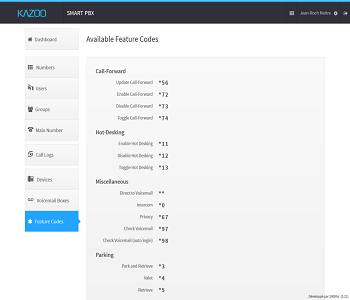 KAZOO SMART PBX Jean-Roch Maitre
Dashboard
Available Feature Codes
Numbers
Users
Groups
Main Number
Call Logs
Devices
Voicemail Boxes
Feature Codes
Call-Forward
Update Call-Forward *56
Enable Call-Forward *72
Disable Call-Forward *73
Toggle Call-Forward *74
Hot-Desking
Enable Hot Desking *11
Disable Hot Desking *12
Toggle Hot Desking *13
Miscellaneous
Direct to Voicemail **
Intercom *0
Privacy *67
Check Voicemail *97
Check Voicemail (auto login) *98
Parking
Park and Retrieve *3
Valet *4
Retrieve *5